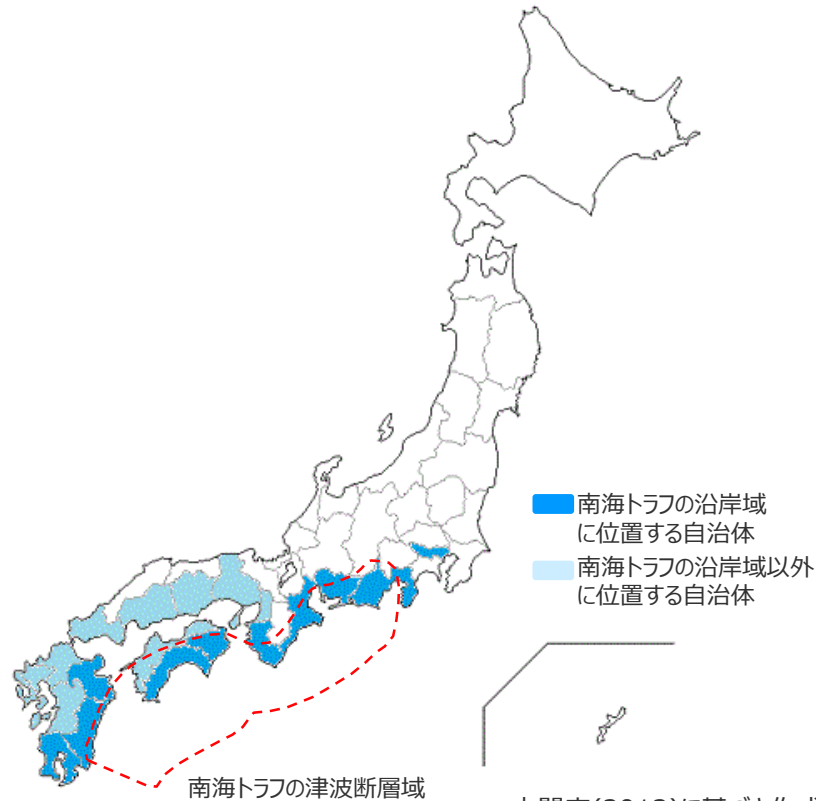 南海トラフの沿岸域
に位置する自治体
南海トラフの沿岸域以外
に位置する自治体
南海トラフの津波断層域